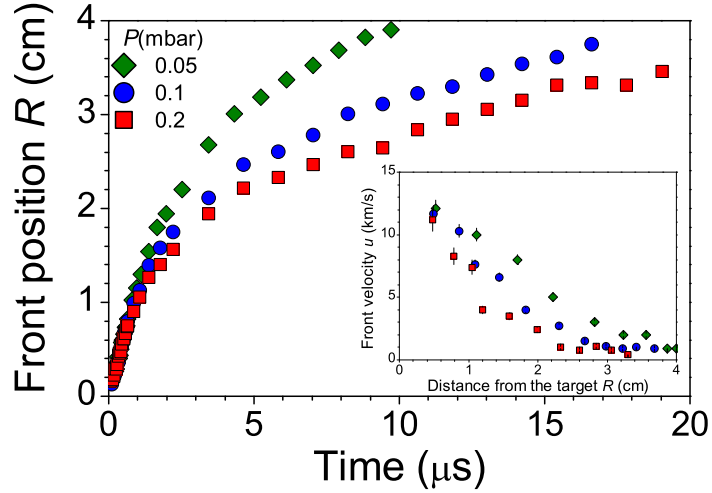 P(mbar)
0.05
0.1
0.2
Front position R (cm)
4
3
2
1
0
0 5 10 15 20
Time (μs)
Front velocity u (km/s)
15
10
5
0
0 1 2 3 4
Distance from the target R (cm)